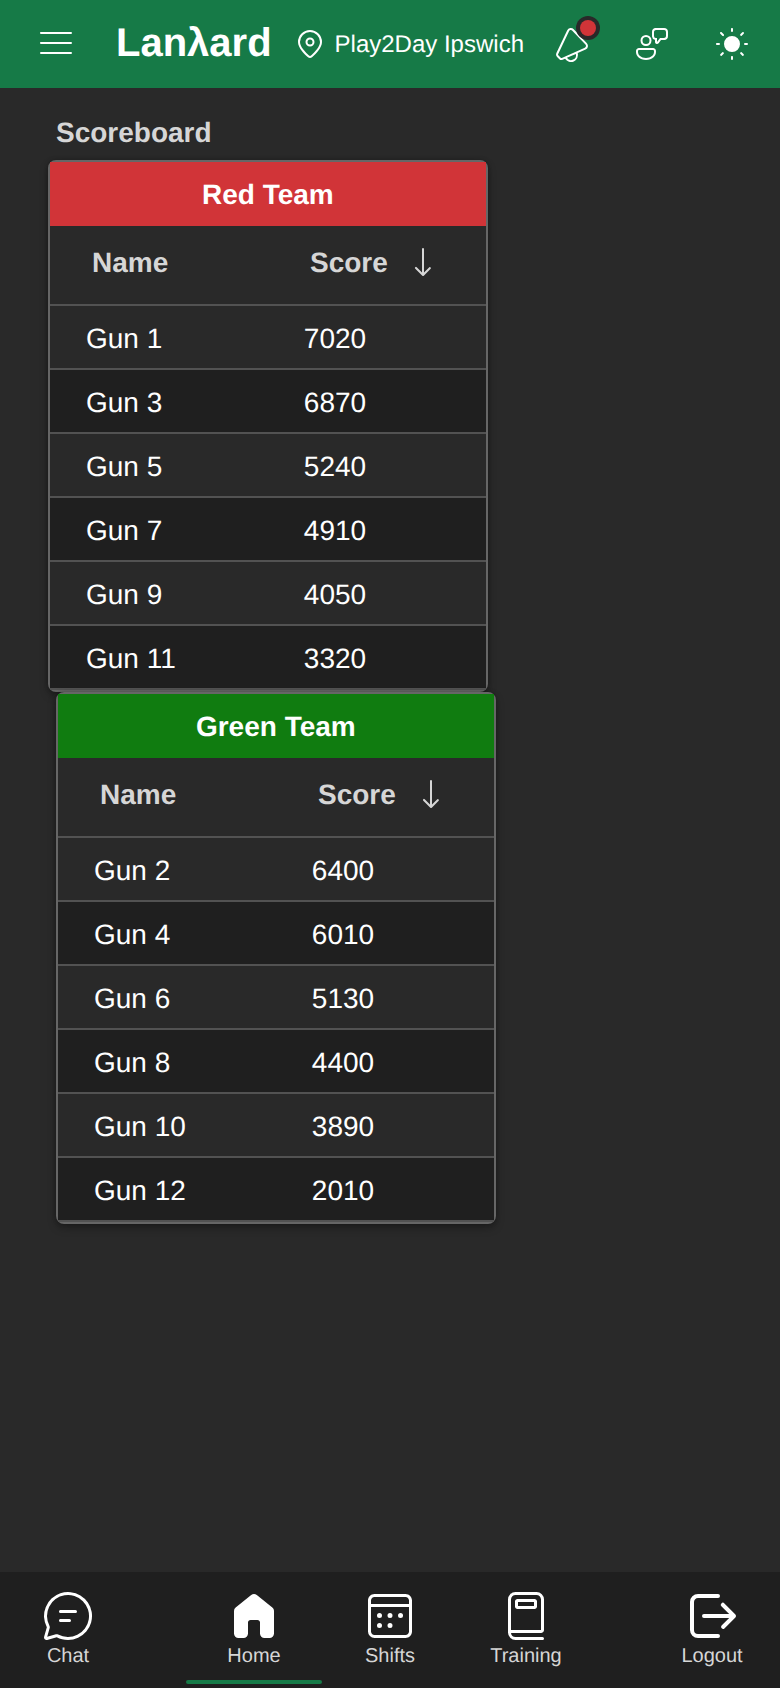 Lanλard Play2Day Ipswich
Scoreboard
Red Team
Name Score
Gun 1 7020
Gun 3 6870
Gun 5 5240
Gun 7 4910
Gun 9 4050
Gun 11 3320
Green Team
Name Score
Gun 2 6400
Gun 4 6010
Gun 6 5130
Gun 8 4400
Gun 10 3890
Gun 12 2010
Chat Home Shifts Training Logout